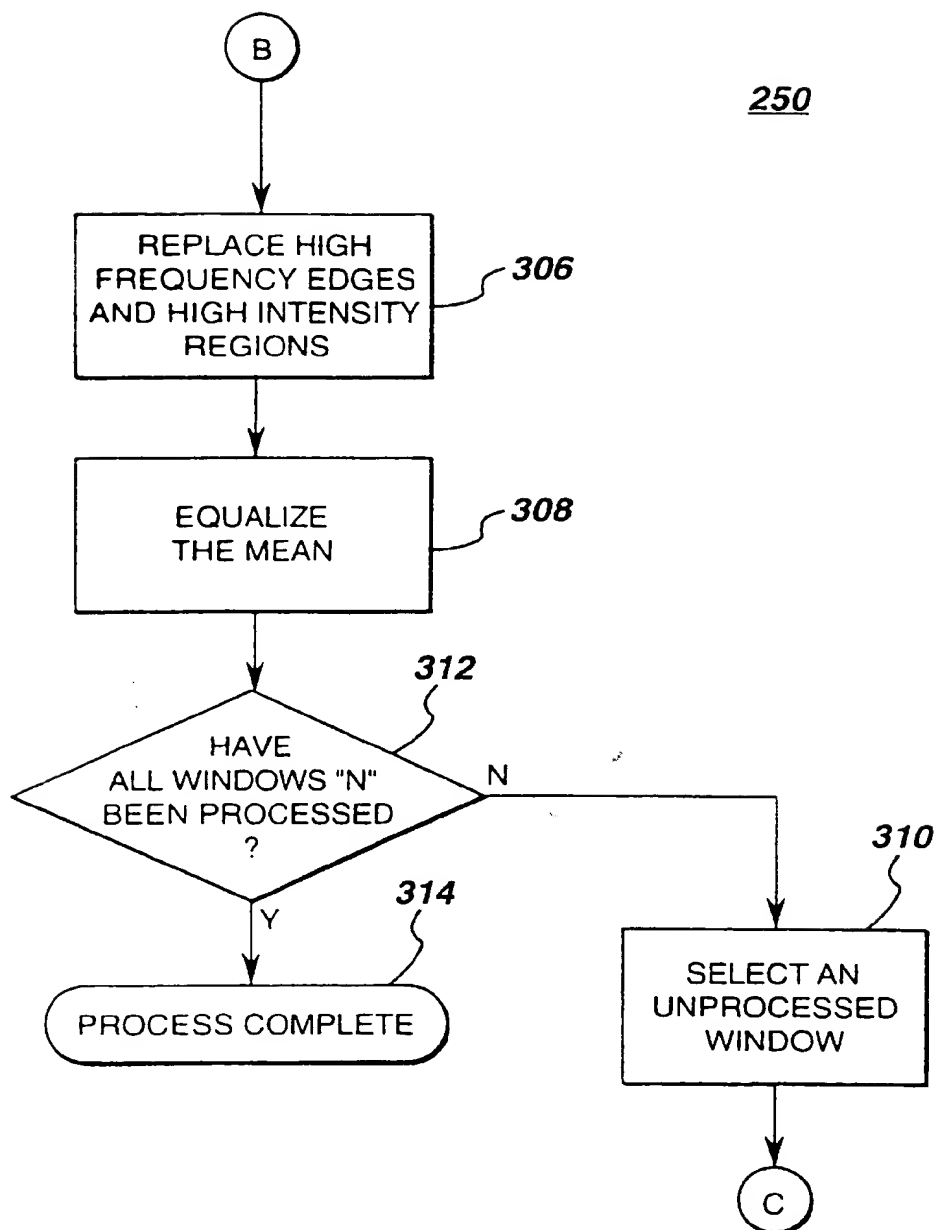 B
250
REPLACE HIGH
FREQUENCY EDGES
AND HIGH INTENSITY
REGIONS
306
EQUALIZE
THE MEAN
308
312
HAVE
ALL WINDOWS "N"
BEEN PROCESSED
?
N
Y
314
PROCESS COMPLETE
310
SELECT AN
UNPROCESSED
WINDOW
C